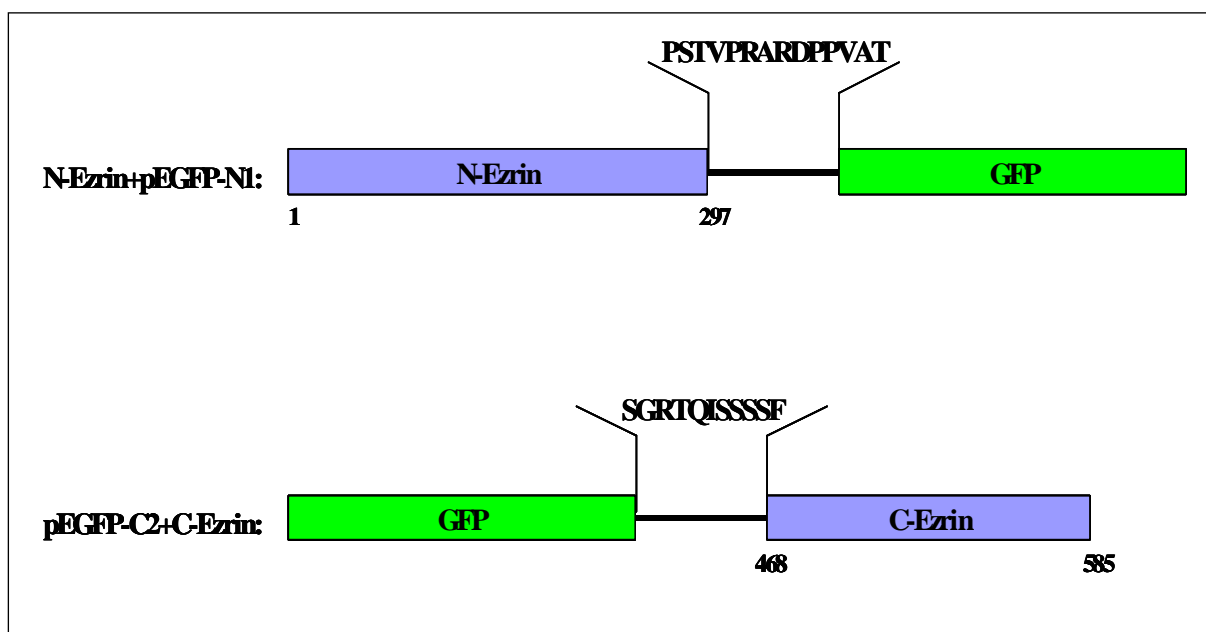 PSTVPRARDPPVAT
N-Ezrin+pEGFP-N1:
N-Ezrin
GFP
1
297
SGRTQISSSSF
pEGFP-C2+C-Ezrin:
GFP
C-Ezrin
468
585